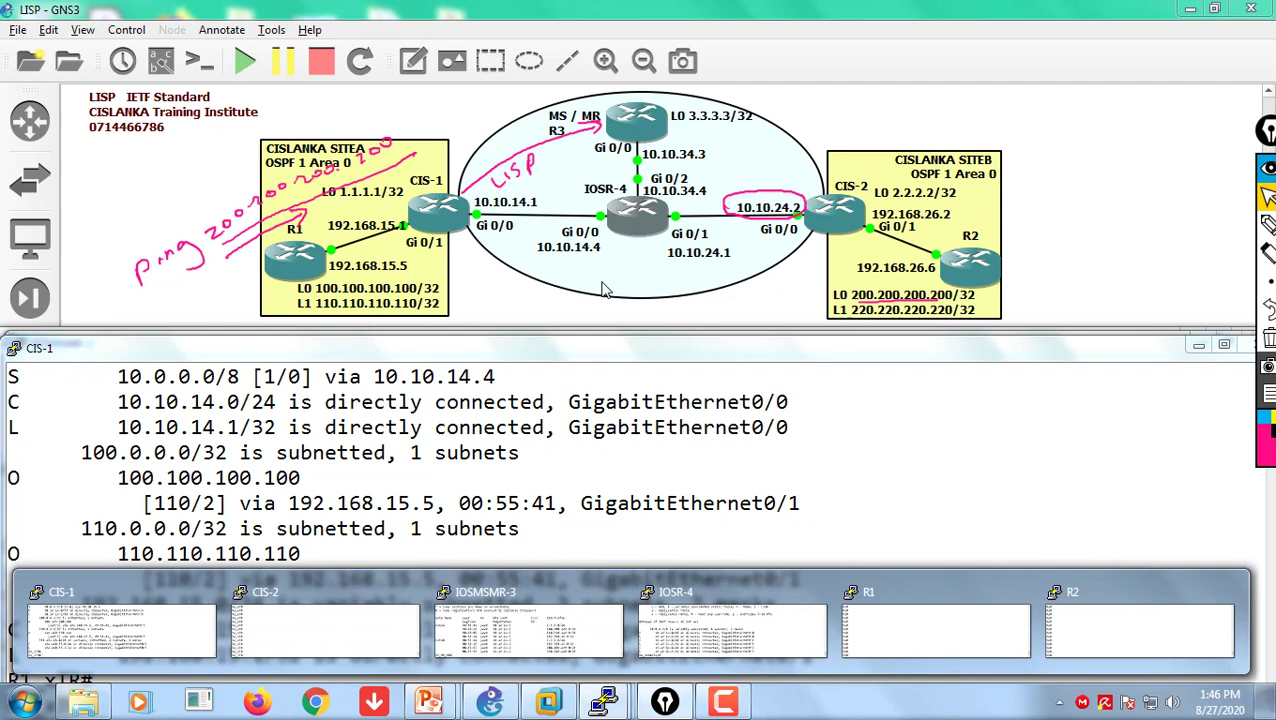 LISP - GNS3
File Edit View Control Node Annotate Tools Help
LISP IETF Standard
CISLANKA Training Institute
0714466786
CISLANKA SITEA
OSPF 1 Area 0
L0 1.1.1.1/32
CIS-1
192.168.15.1
Gi 0/1
R1
192.168.15.5
L0 100.100.100.100/32
L1 110.110.110.110/32
ping 200.200.200.200
LISP
MS / MR
R3
L0 3.3.3.3/32
Gi 0/0
10.10.34.3
Gi 0/2
IOSR-4
10.10.34.4
10.10.14.1
Gi 0/0
Gi 0/0
10.10.14.4
10.10.24.2
Gi 0/0
Gi 0/1
10.10.24.1
CISLANKA SITEB
OSPF 1 Area 0
CIS-2
L0 2.2.2.2/32
192.168.26.2
Gi 0/1
R2
192.168.26.6
L0 200.200.200.200/32
L1 220.220.220.220/32
CIS-1
S 10.0.0.0/8 [1/0] via 10.10.14.4
C 10.10.14.0/24 is directly connected, GigabitEthernet0/0
L 10.10.14.1/32 is directly connected, GigabitEthernet0/0
100.0.0.0/32 is subnetted, 1 subnets
O 100.100.100.100
[110/2] via 192.168.15.5, 00:55:41, GigabitEthernet0/1
110.0.0.0/32 is subnetted, 1 subnets
O 110.110.110.110
CIS-1
CIS-2
IOSMSMR-3
IOSR-4
R1
R2
1:46 PM
8/27/2020